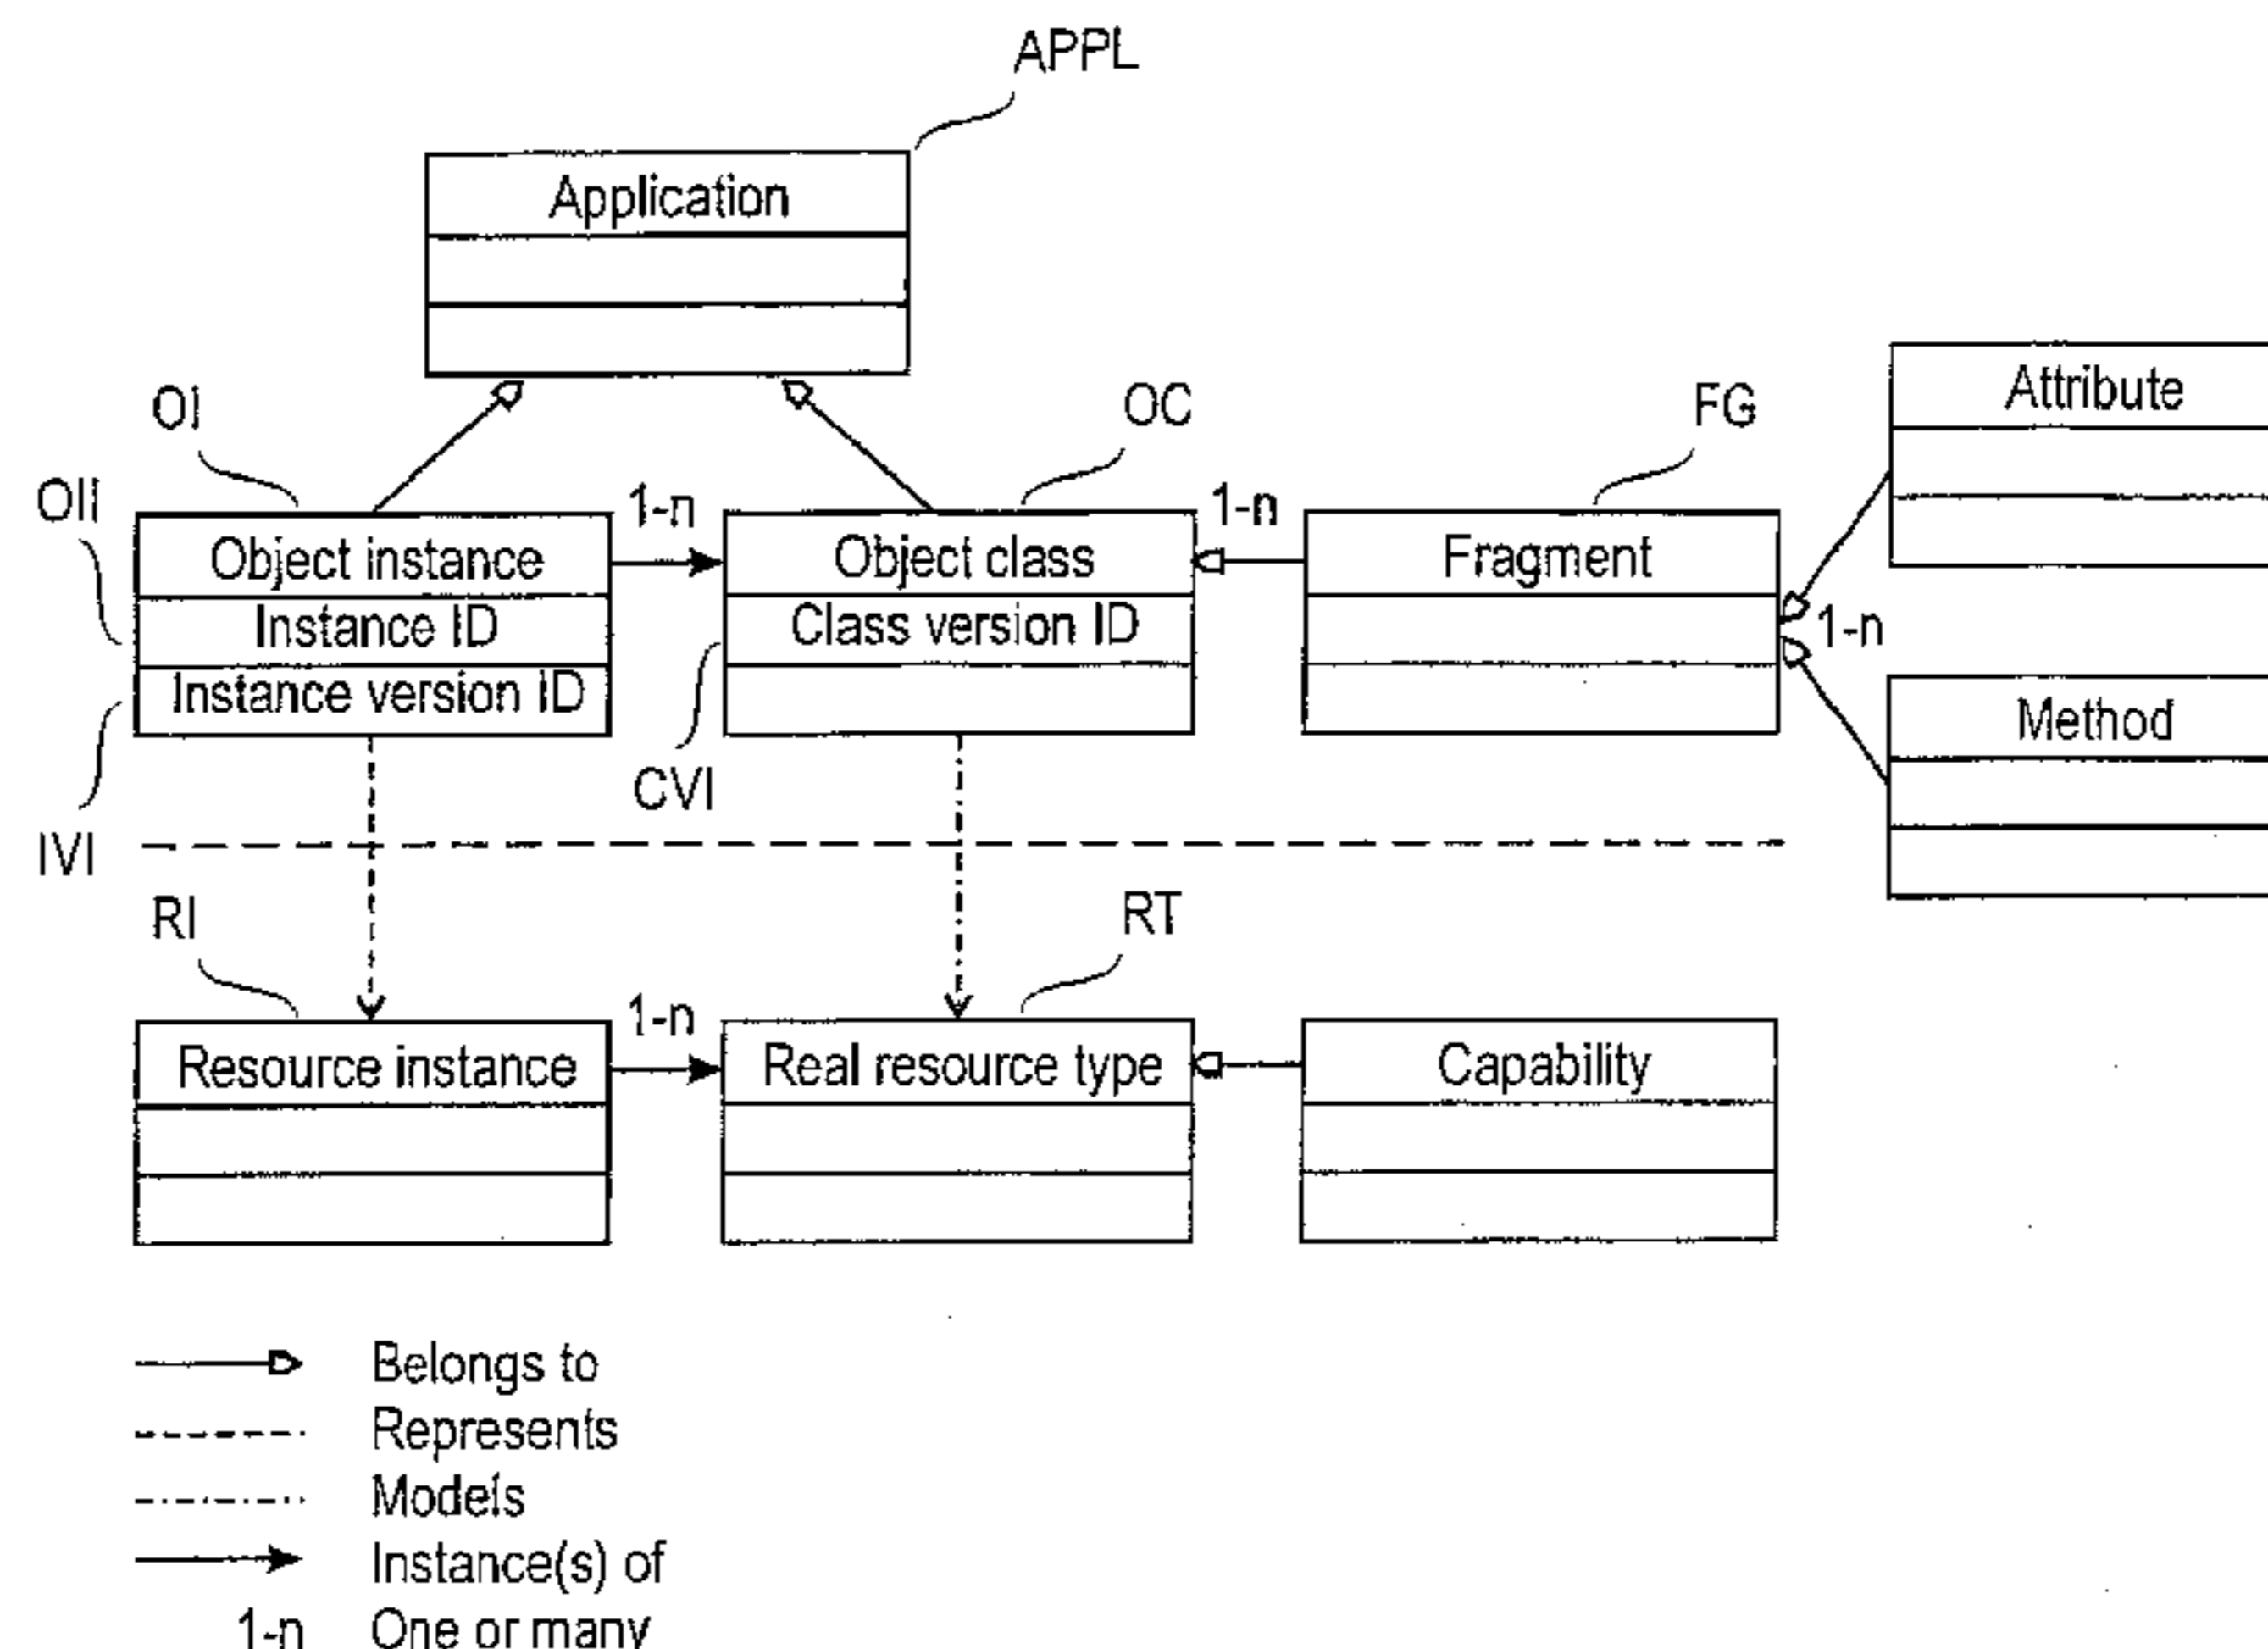 APPL
Application
OI
OC
FG
Attribute
OII
1-n
1-n
Object instance
Object class
Fragment
Instance ID
Class version ID
1-n
Instance version ID
Method
CVI
IVI
RI
RT
1-n
Resource instance
Real resource type
Capability
Belongs to
Represents
Models
Instance(s) of
1-n One or many